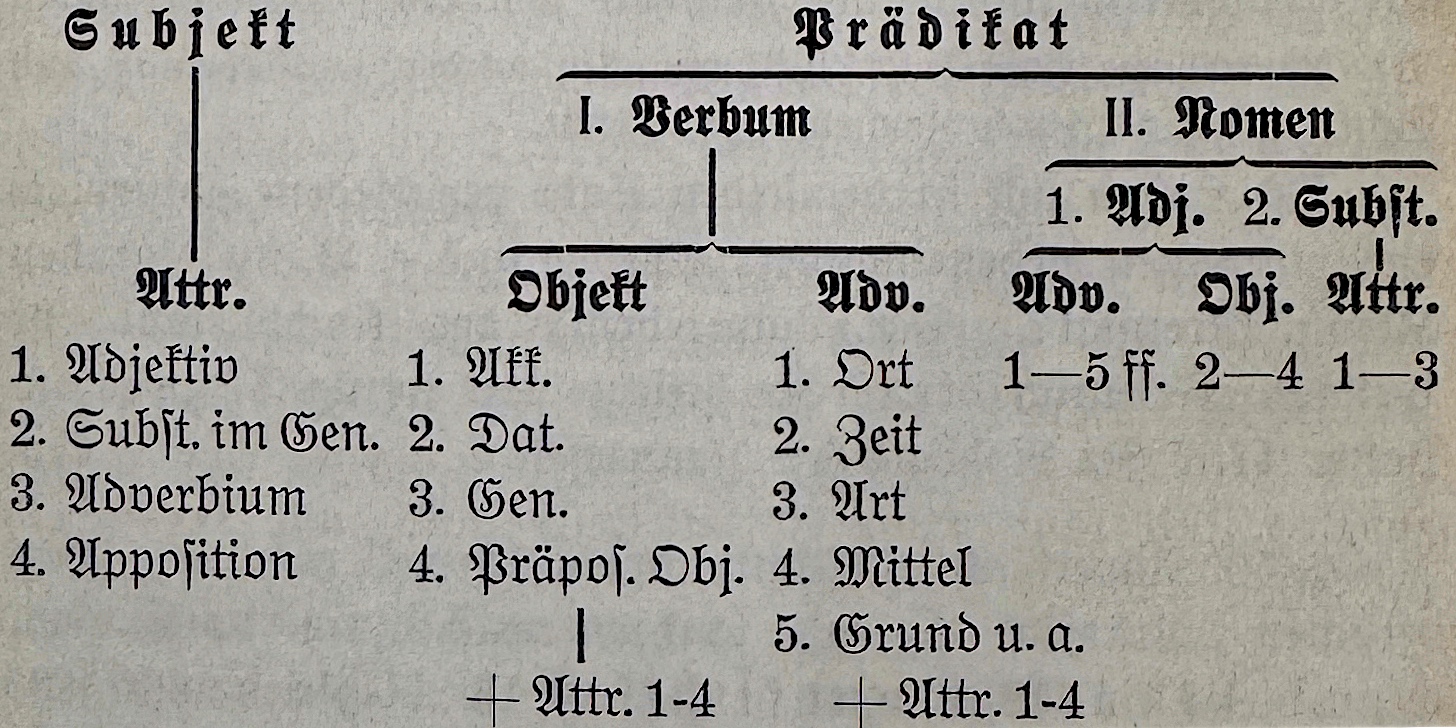 Subjekt Prädikat
I. Verbum II. Nomen
1. Adj. 2. Subst.
Attr. Objekt Adv. Adv. Obj. Attr.
1. Adjektiv 1. Akk. 1. Ort 1—5 ff. 2—4 1—3
2. Subst. im Gen. 2. Dat. 2. Zeit
3. Adverbium 3. Gen. 3. Art
4. Apposition 4. Präpos. Obj. 4. Mittel
5. Grund u. a.
+ Attr. 1-4 + Attr. 1-4